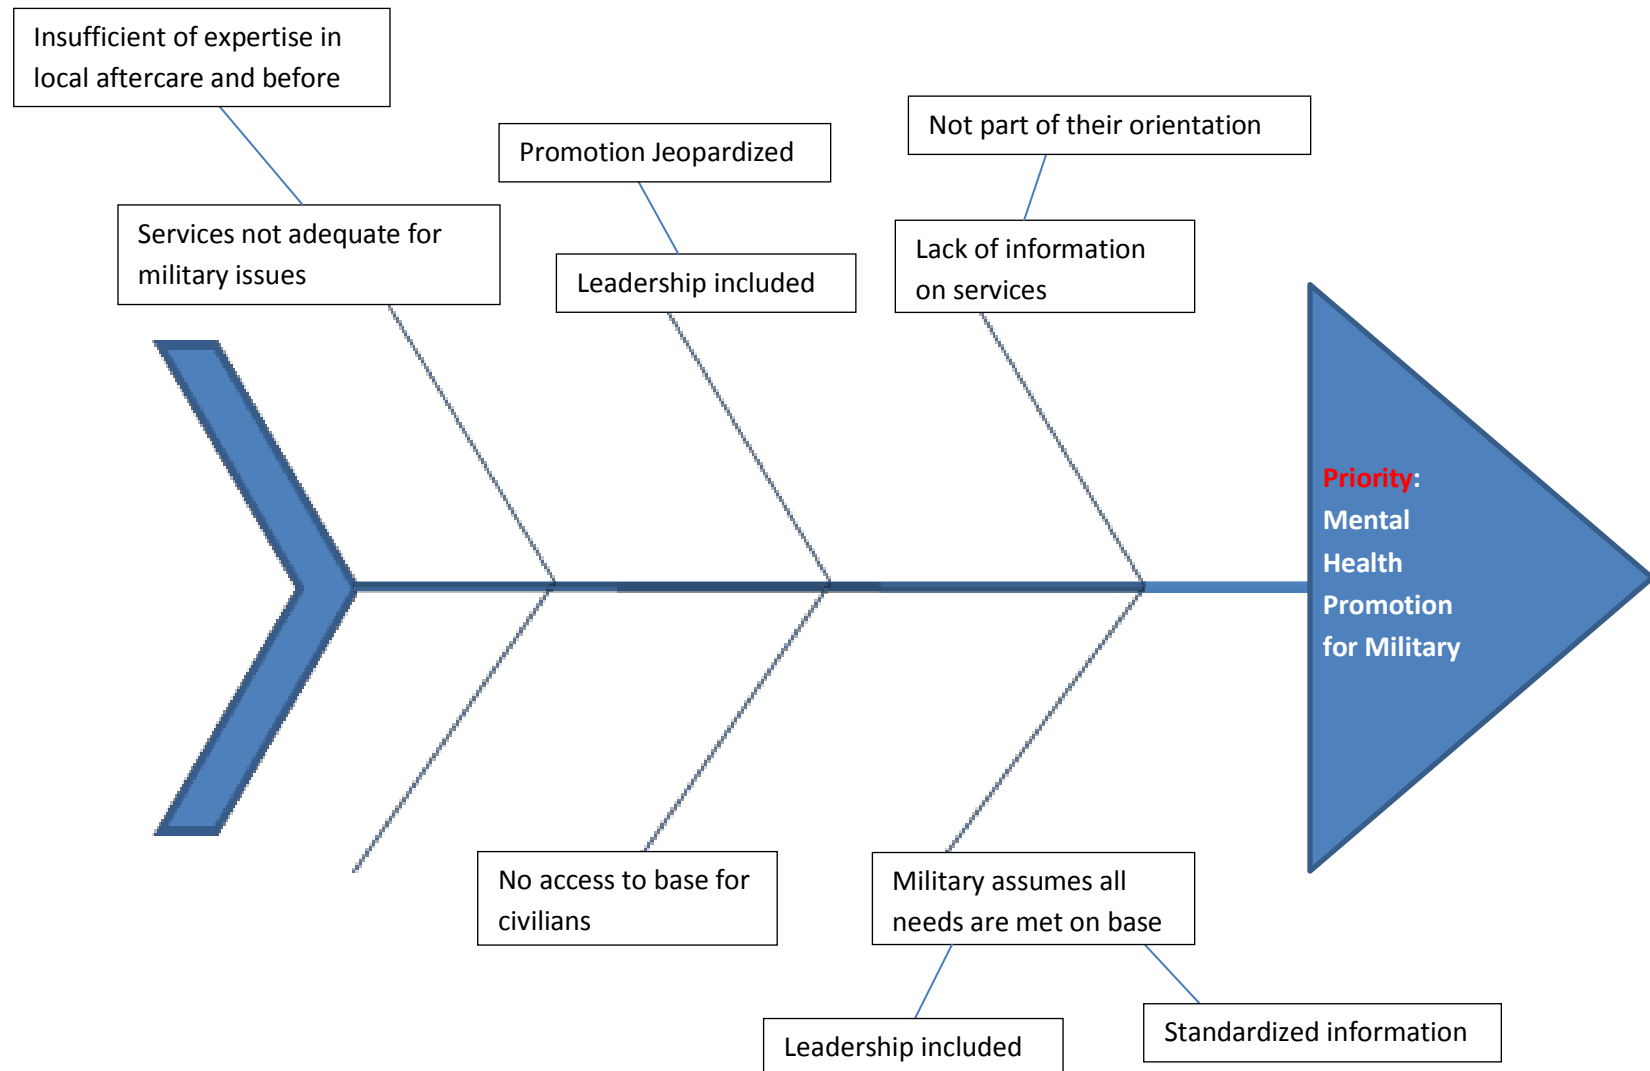 Insufficient of expertise in
local aftercare and before
Promotion Jeopardized
Not part of their orientation
Services not adequate for
military issues
Leadership included
Lack of information
on services
Priority:
Mental
Health
Promotion
for Military
No access to base for
civilians
Military assumes all
needs are met on base
Leadership included
Standardized information